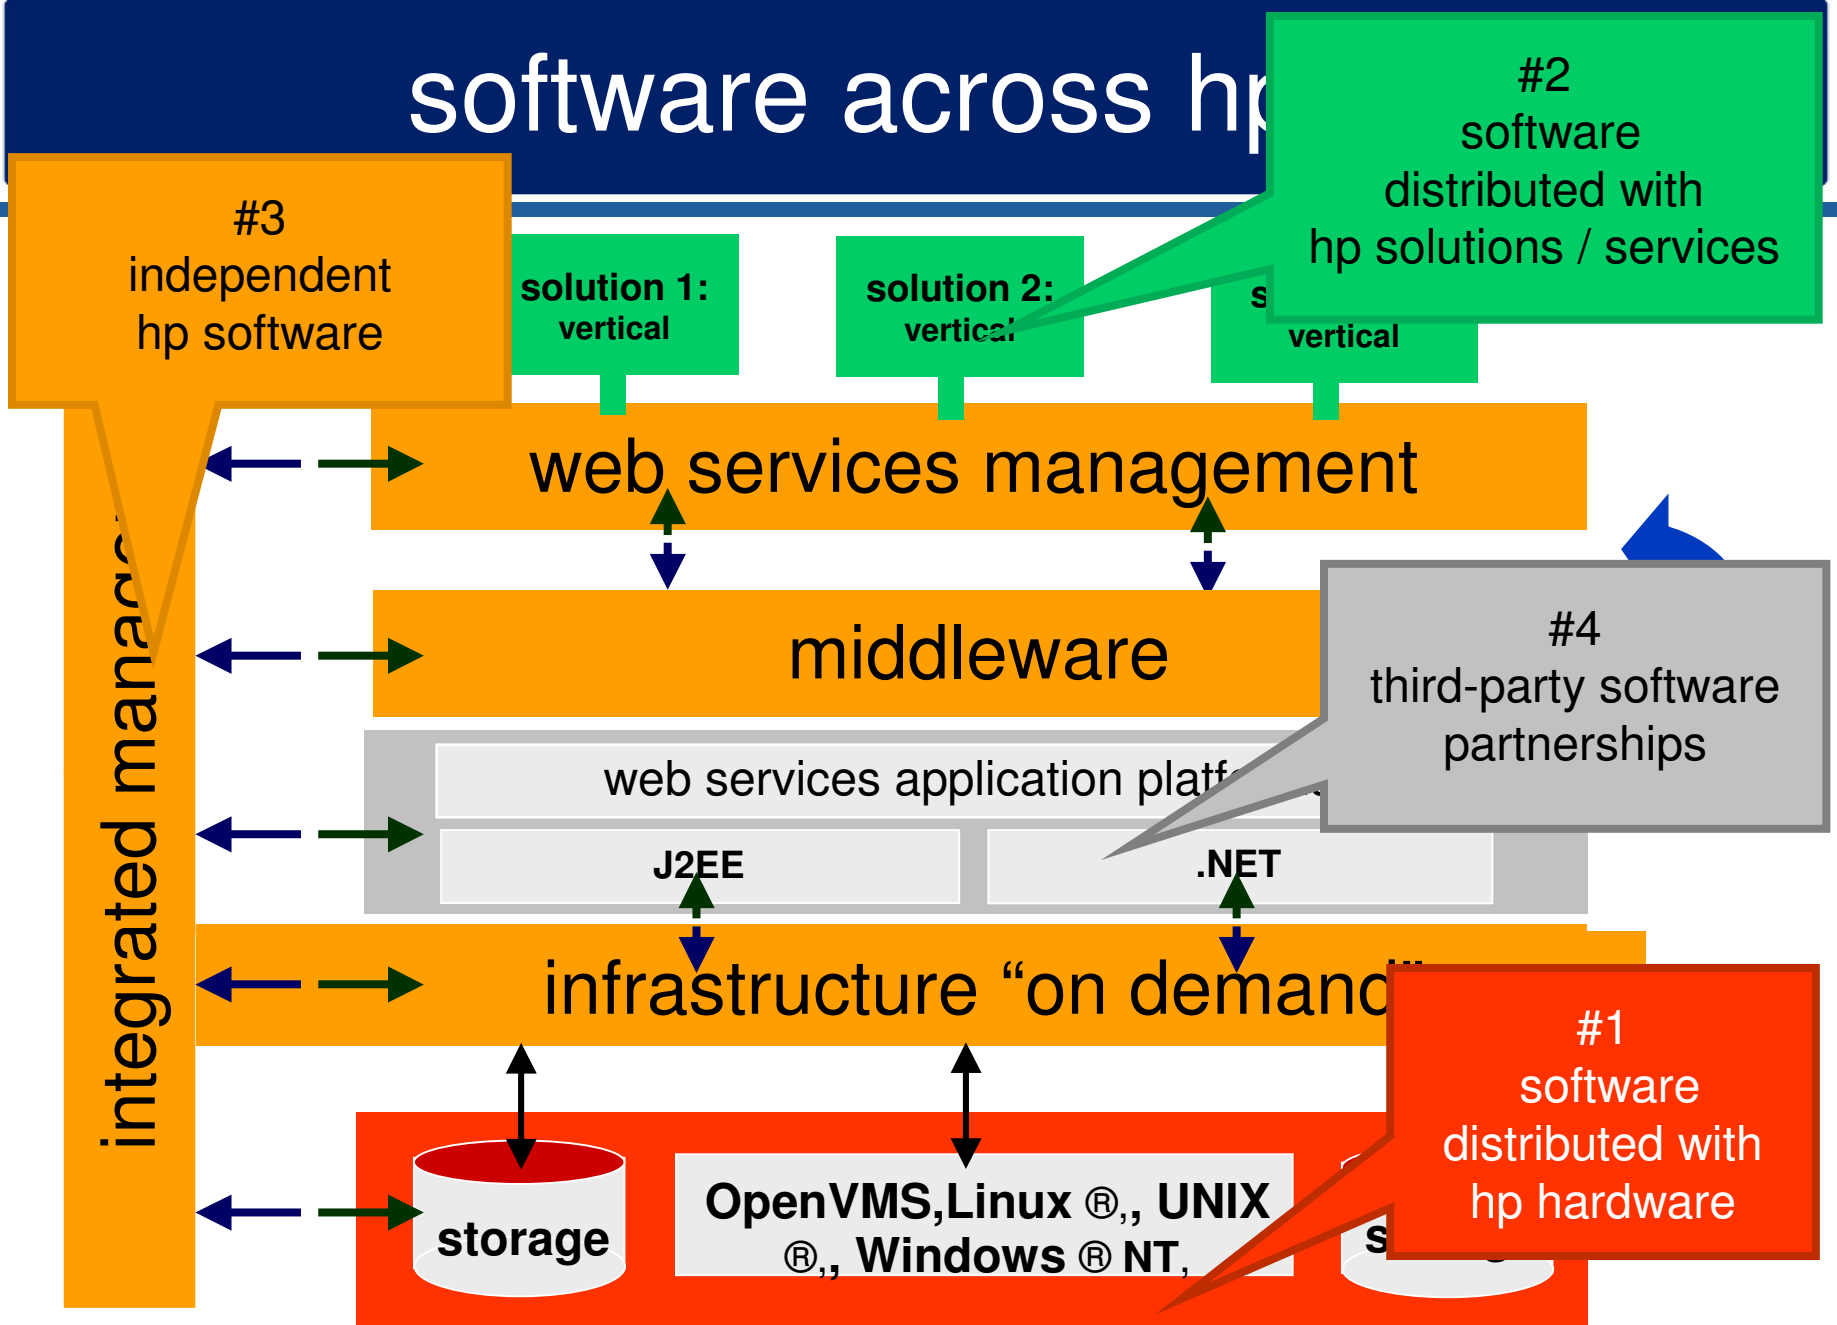 software across hp
#2
software
distributed with
hp solutions / services
#3
independent
hp software
solution 1:
vertical
solution 2:
vertical
vertical
web services management
integrated
middleware
#4
third-party software
partnerships
web services application
J2EE
.NET
infrastructure “on demand”
#1
software
distributed with
hp hardware
storage
OpenVMS,Linux ®,, UNIX
®,, Windows ® NT,